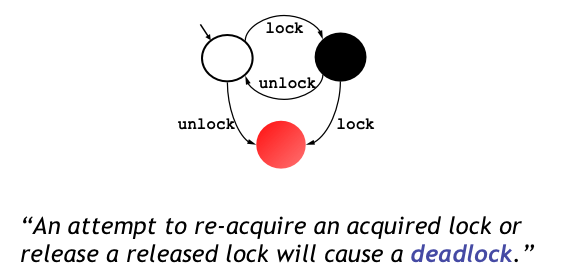 lock
unlock
unlock
lock
“An attempt to re-acquire an acquired lock or
release a released lock will cause a deadlock.”